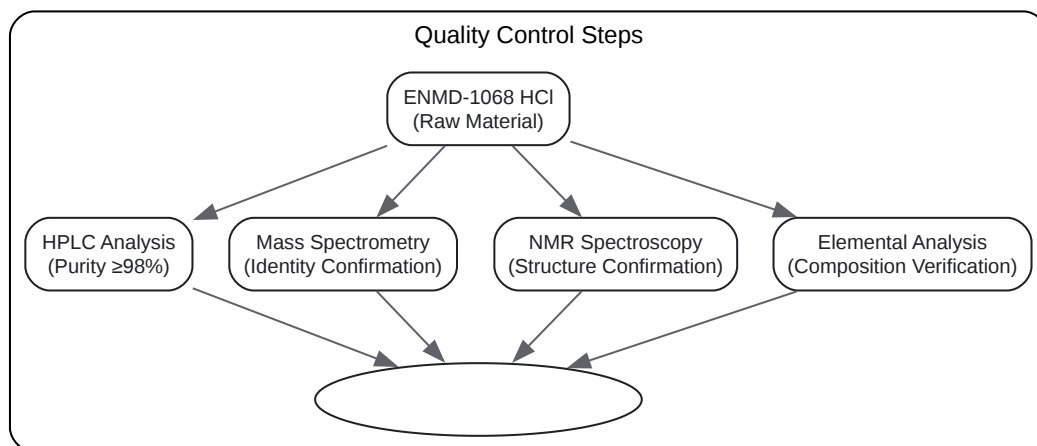 Quality Control Steps
ENMD-1068 HCl
(Raw Material)
HPLC Analysis
(Purity ≥98%)
Mass Spectrometry
(Identity Confirmation)
NMR Spectroscopy
(Structure Confirmation)
Elemental Analysis
(Composition Verification)